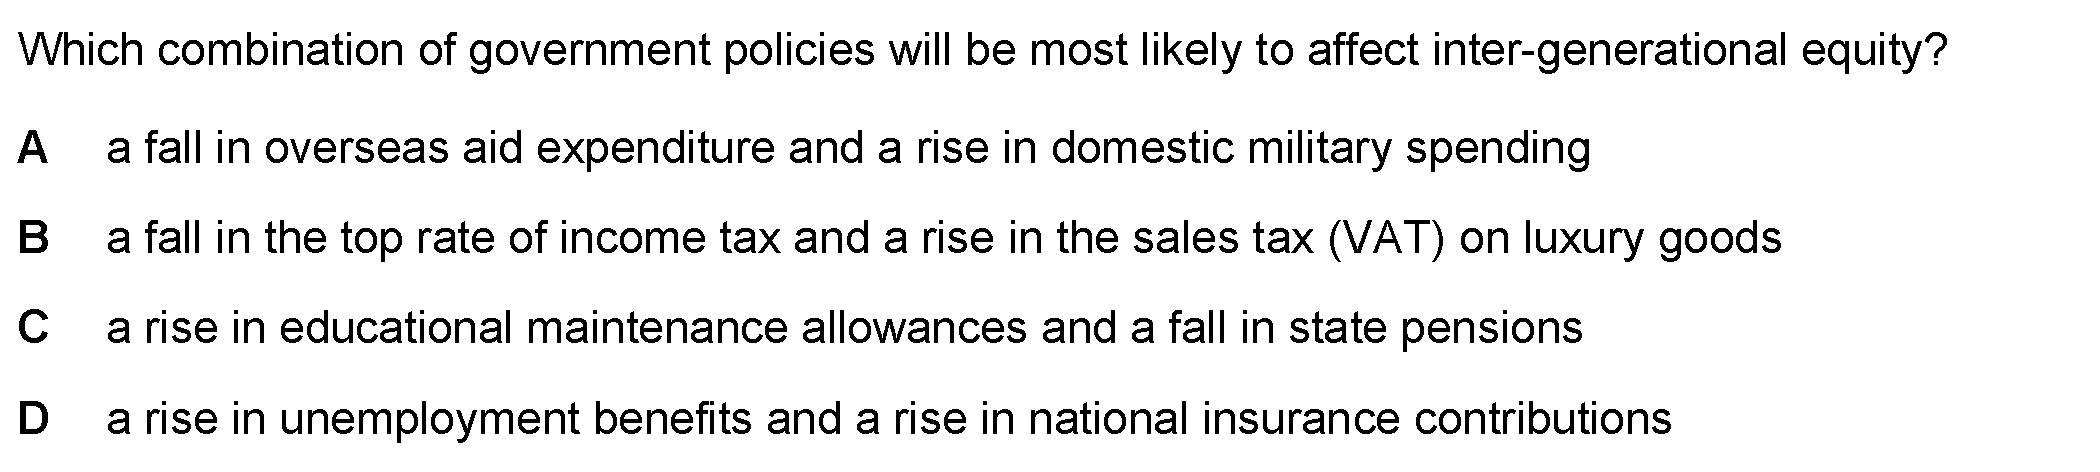 Which combination of government policies will be most likely to affect inter-generational equity?
A a fall in overseas aid expenditure and a rise in domestic military spending
B a fall in the top rate of income tax and a rise in the sales tax (VAT) on luxury goods
C a rise in educational maintenance allowances and a fall in state pensions
D a rise in unemployment benefits and a rise in national insurance contributions